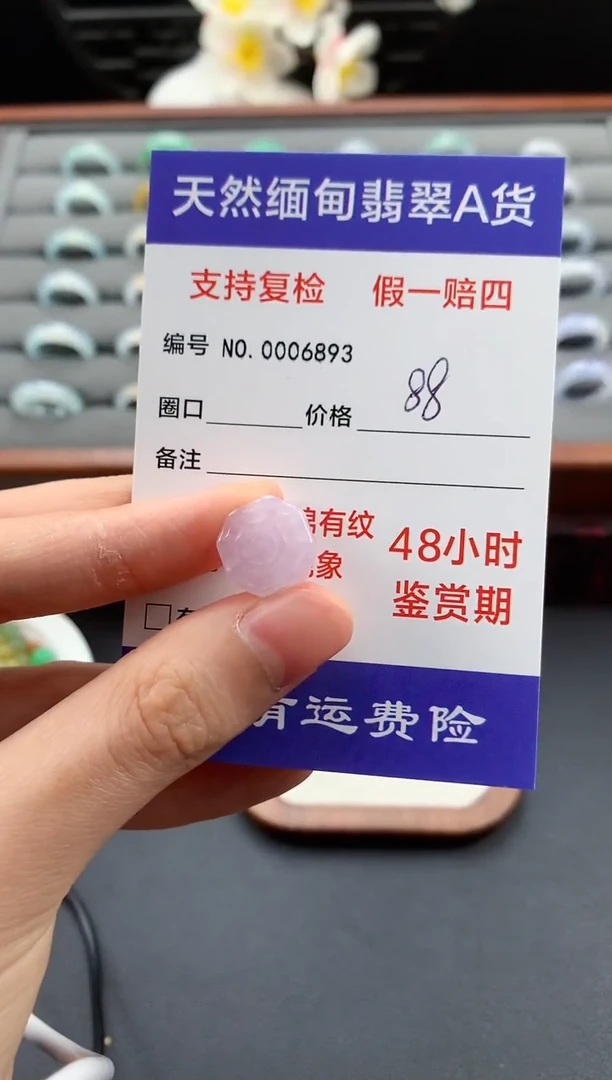 天然缅甸翡翠A货
支持复检 假一赔四
编号 NO.0006893
圈口 价格 88
备注
棉有纹
象
48小时
鉴赏期
有运费险